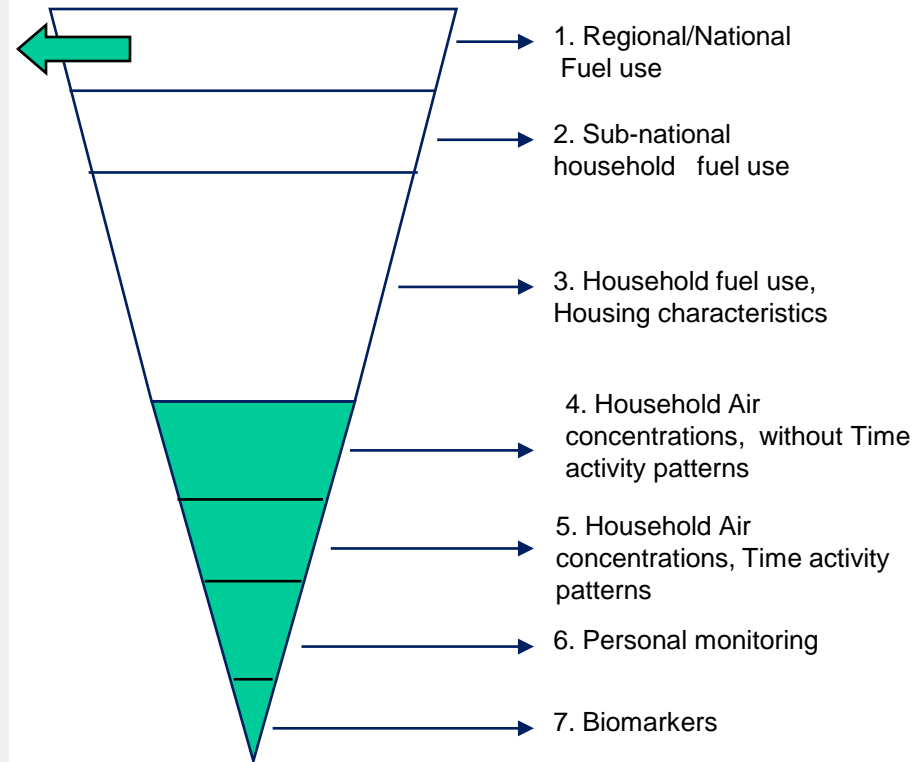 1. Regional/National
Fuel use
2. Sub-national
household fuel use
3. Household fuel use,
Housing characteristics
4. Household Air
concentrations, without Time
activity patterns
5. Household Air
concentrations, Time activity
patterns
6. Personal monitoring
7. Biomarkers